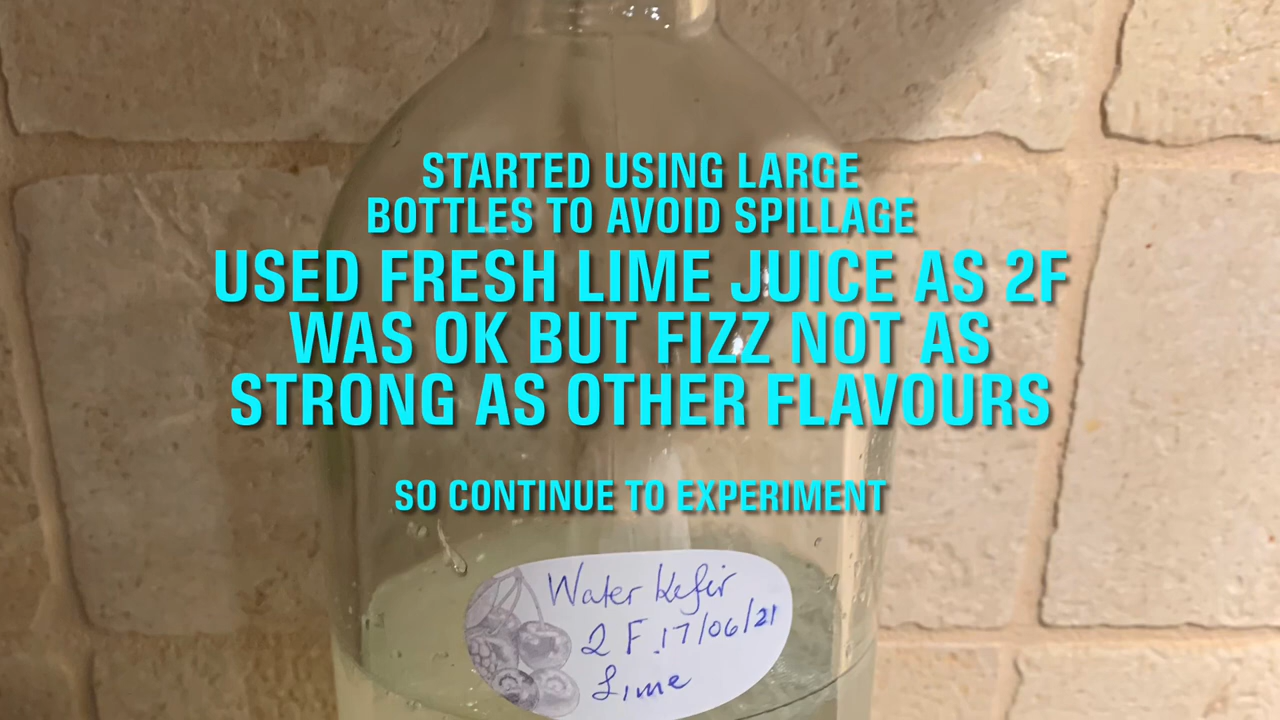 STARTED USING LARGE
BOTTLES TO AVOID SPILLAGE
USED FRESH LIME JUICE AS 2F
WAS OK BUT FIZZ NOT AS
STRONG AS OTHER FLAVOURS
SO CONTINUE TO EXPERIMENT
Water kefir
2 F.17/06/21
Lime